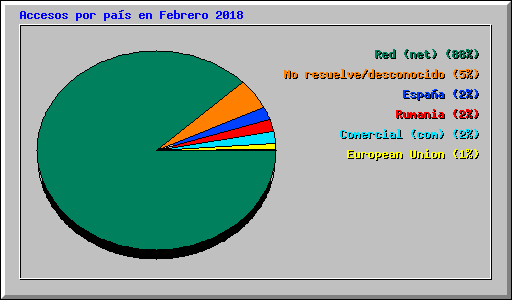 Accesos por país en Febrero 2018
Red (net) (88%)
No resuelve/desconocido (5%)
España (2%)
Rumania (2%)
Comercial (com) (2%)
European Union (1%)